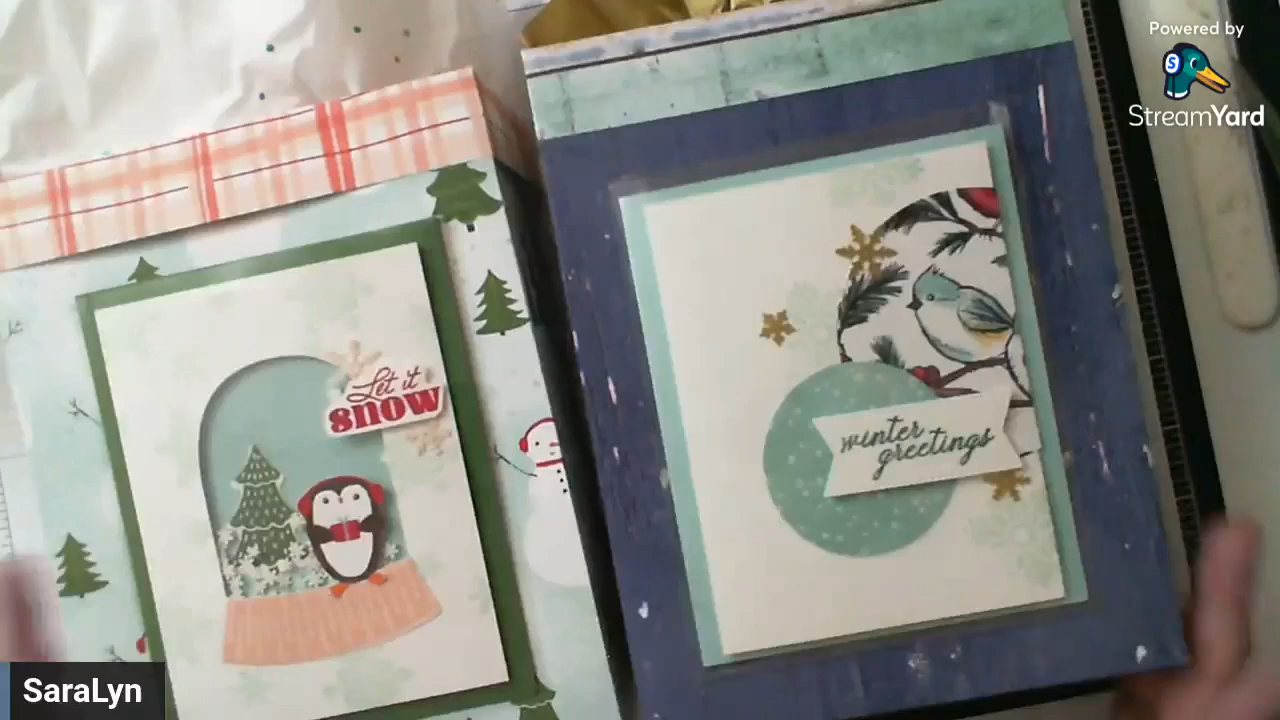 Powered by
StreamYard
Let it
snow
winter
greetings
SaraLyn